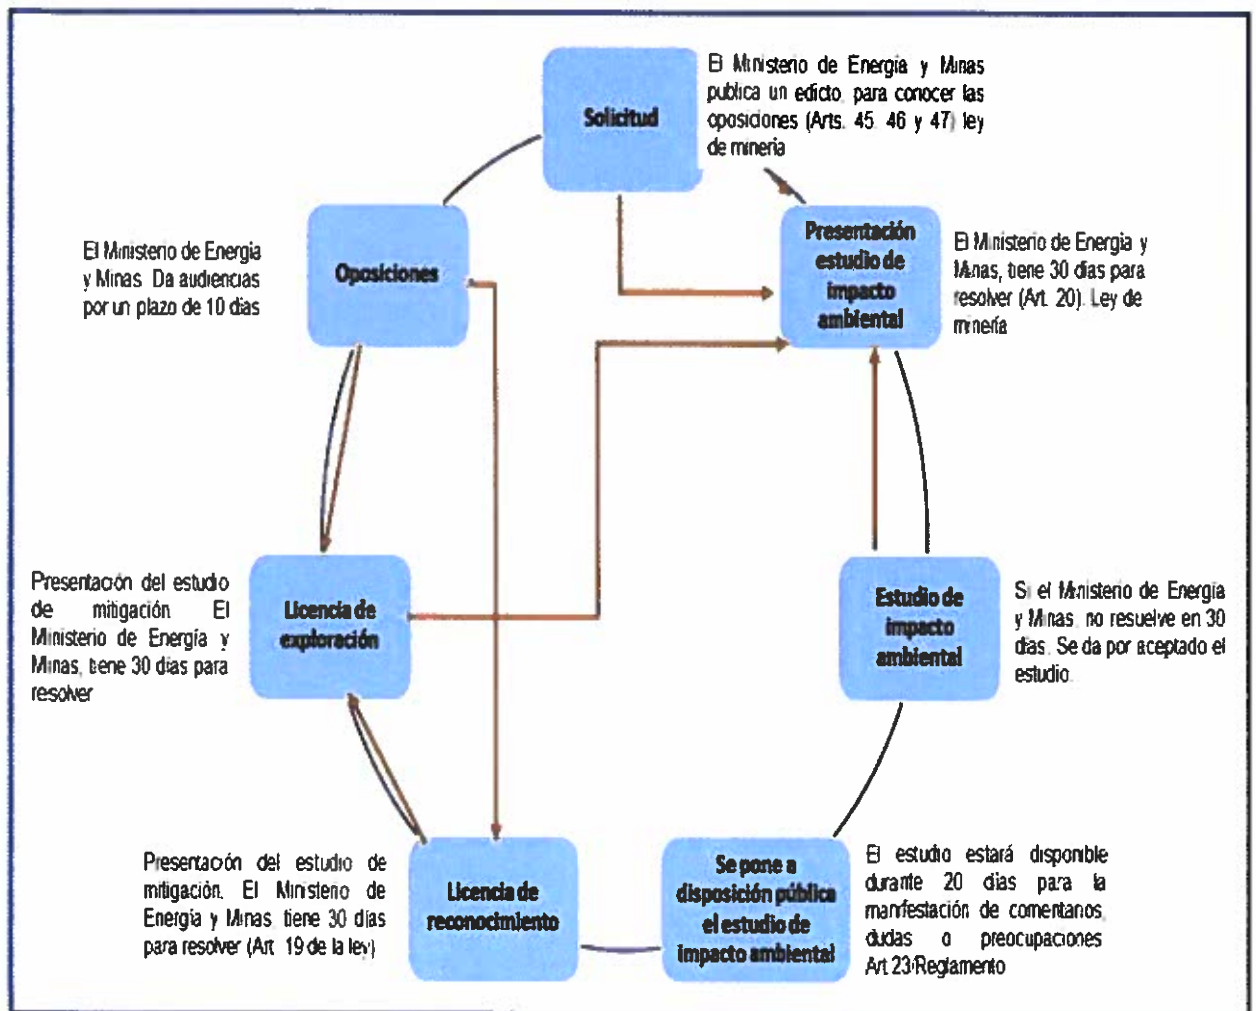 Solicitud
El Ministerio de Energía y Minas
publica un edicto, para conocer las
oposiciones (Arts. 45 46 y 47) ley
de minería
Presentación
estudio de
impacto
ambiental
El Ministerio de Energía y
Minas, tiene 30 días para
resolver (Art. 20). Ley de
minería
Estudio de
impacto
ambiental
Si el Ministerio de Energía
y Minas, no resuelve en 30
días. Se da por aceptado el
estudio.
Se pone a
disposición pública
el estudio de
impacto ambiental
El estudio estará disponible
durante 20 días para la
manifestación de comentarios,
dudas o preocupaciones
Art 23/Reglamento
Licencia de
reconocimiento
Presentación del estudio de
mitigación. El Ministerio de
Energía y Minas, tiene 30 días
para resolver (Art 19 de la ley)
Licencia de
exploración
Presentación del estudio
de mitigación El
Ministerio de Energía y
Minas, tiene 30 días para
resolver
Oposiciones
El Ministerio de Energía
y Minas. Da audiencias
por un plazo de 10 días